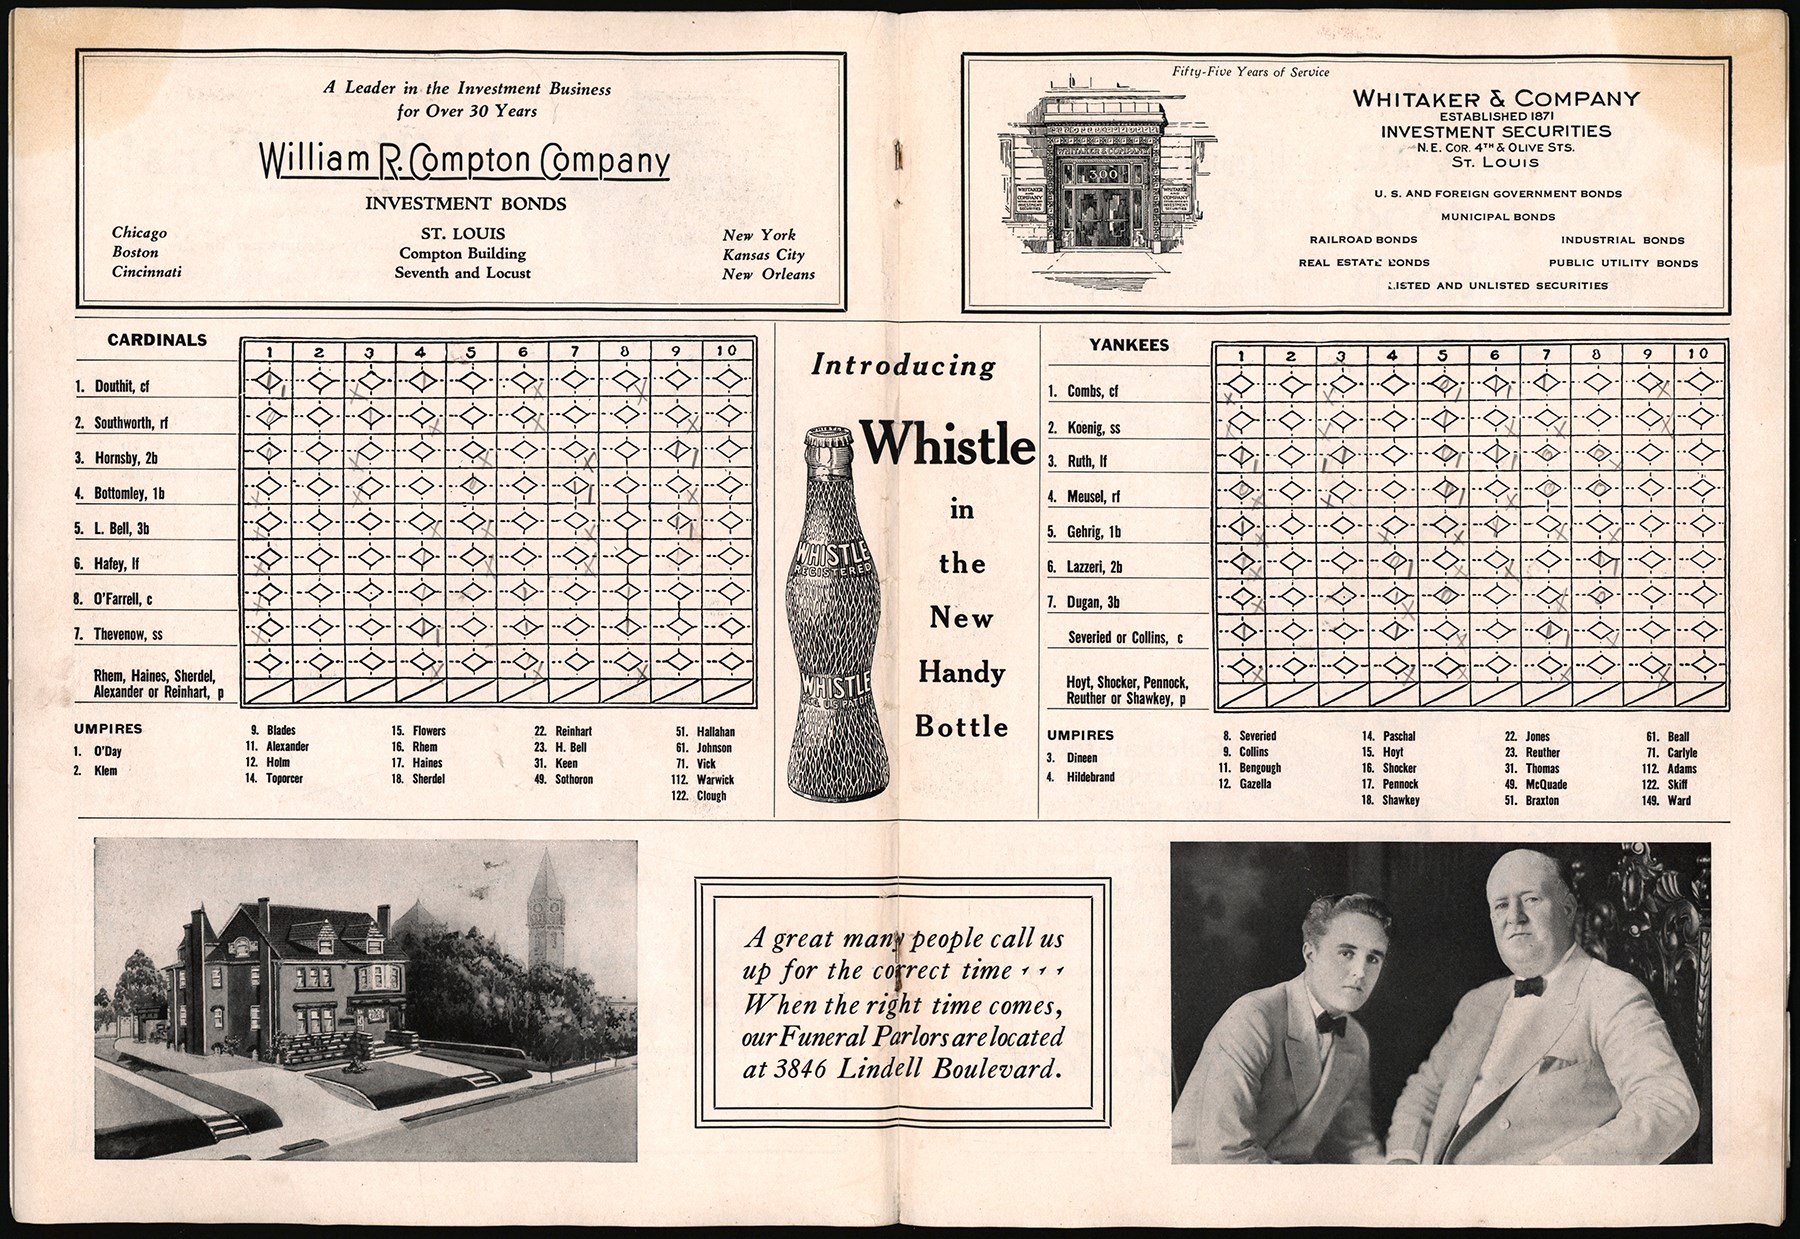 A Leader in the Investment Business
for Over 30 Years
William R. Compton Company
INVESTMENT BONDS
Chicago
Boston
Cincinnati
ST. LOUIS
Compton Building
Seventh and Locust
New York
Kansas City
New Orleans
Fifty-Five Years of Service
WHITAKER & COMPANY
300
WHITAKER & COMPANY
ESTABLISHED 1871
INVESTMENT SECURITIES
N.E. COR. 4TH & OLIVE STS.
ST. LOUIS
U. S. AND FOREIGN GOVERNMENT BONDS
MUNICIPAL BONDS
RAILROAD BONDS
INDUSTRIAL BONDS
REAL ESTATE BONDS
PUBLIC UTILITY BONDS
LISTED AND UNLISTED SECURITIES
CARDINALS
1 2 3 4 5 6 7 8 9 10
1. Douthit, cf
2. Southworth, rf
3. Hornsby, 2b
4. Bottomley, 1b
5. L. Bell, 3b
6. Hafey, lf
8. O'Farrell, c
7. Thevenow, ss
Rhem, Haines, Sherdel,
Alexander or Reinhart, p
UMPIRES
1. O'Day
2. Klem
9. Blades
11. Alexander
12. Holm
14. Toporcer
15. Flowers
16. Rhem
17. Haines
18. Sherdel
22. Reinhart
23. H. Bell
31. Keen
49. Sothoron
51. Hallahan
61. Johnson
71. Vick
112. Warwick
122. Clough
Introducing
Whistle
in
the
New
Handy
Bottle
WHISTLE
WHISTLE
REGISTERED
WHISTLE
REG. U.S. PAT. OFF.
YANKEES
1 2 3 4 5 6 7 8 9 10
1. Combs, cf
2. Koenig, ss
3. Ruth, lf
4. Meusel, rf
5. Gehrig, 1b
6. Lazzeri, 2b
7. Dugan, 3b
Severied or Collins, c
Hoyt, Shocker, Pennock,
Reuther or Shawkey, p
UMPIRES
3. Dineen
4. Hildebrand
8. Severied
9. Collins
11. Bengough
12. Gazella
14. Paschal
15. Hoyt
16. Shocker
17. Pennock
18. Shawkey
22. Jones
23. Reuther
31. Thomas
49. McQuade
51. Braxton
61. Beall
71. Carlyle
112. Adams
122. Skiff
149. Ward
A great many people call us
up for the correct time · · ·
When the right time comes,
our Funeral Parlors are located
at 3846 Lindell Boulevard.